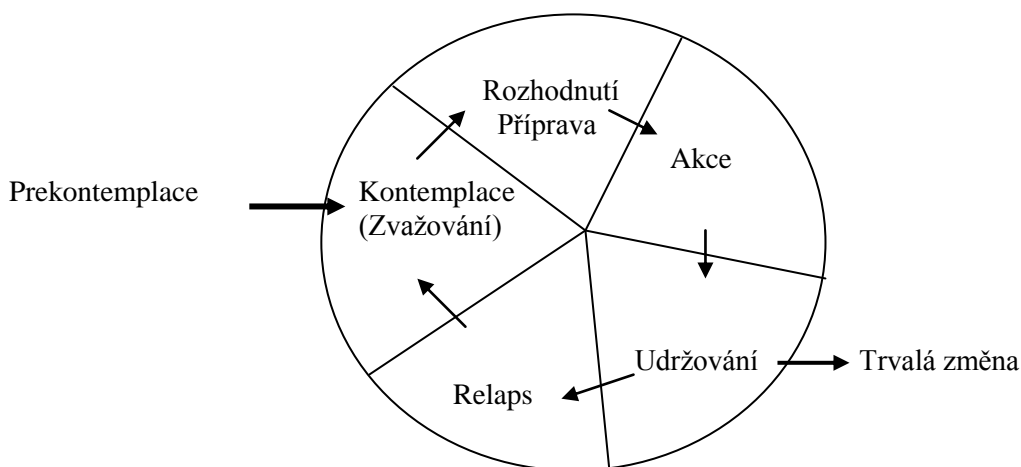 Rozhodnutí
Příprava
Akce
Prekontemplace
Kontemplace
(Zvažování)
Udržování
Trvalá změna
Relaps